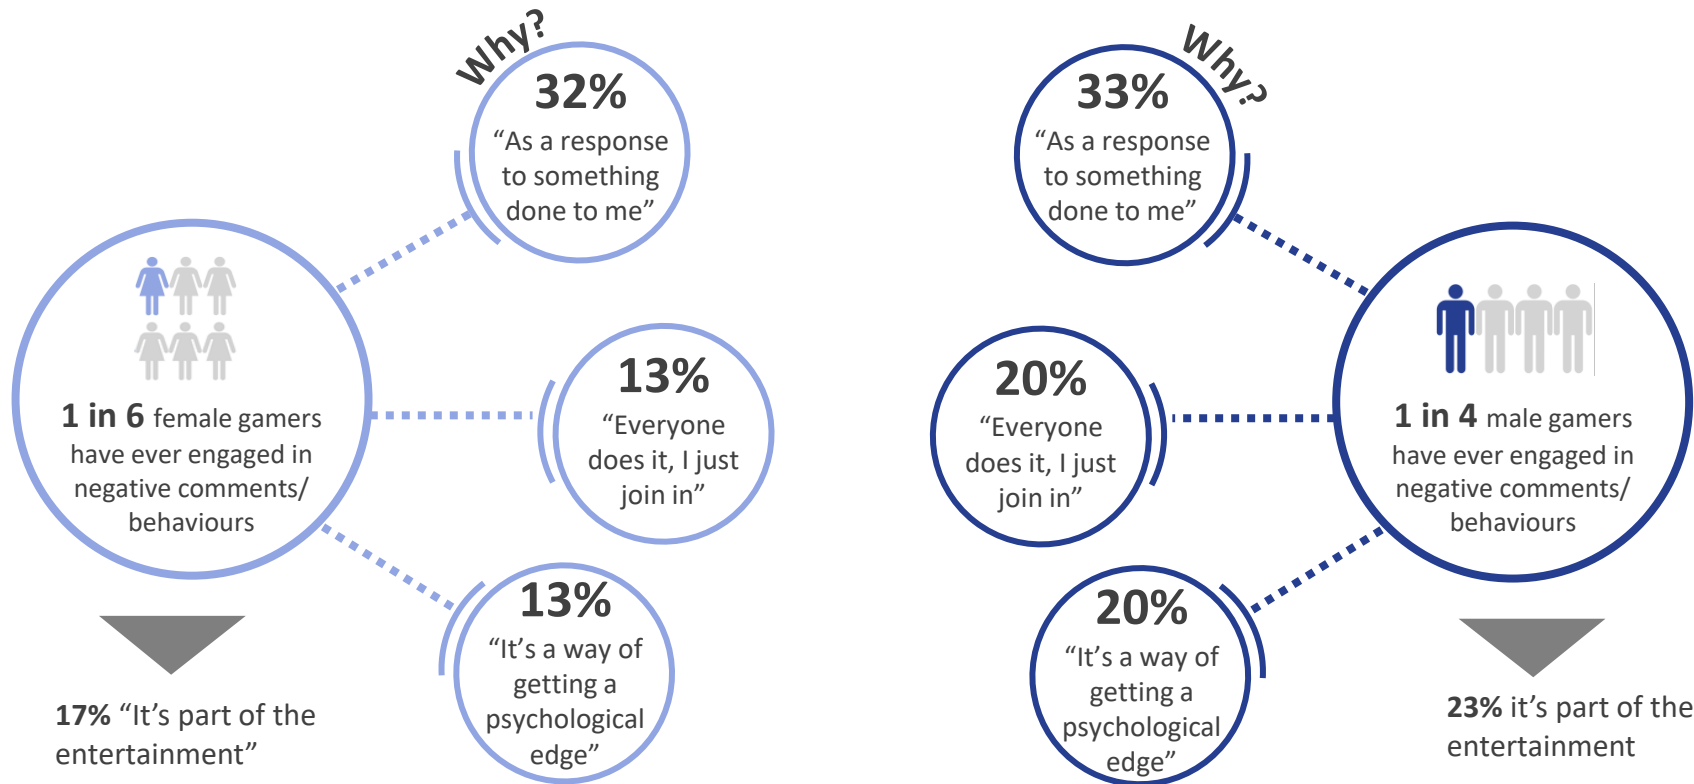 Why?
32%
“As a response
to something
done to me”
1 in 6 female gamers
have ever engaged in
negative comments/
behaviours
13%
“Everyone
does it, I just
join in”
13%
“It’s a way of
getting a
psychological
edge”
17% “It’s part of the
entertainment”
Why?
33%
“As a response
to something
done to me”
1 in 4 male gamers
have ever engaged in
negative comments/
behaviours
20%
“Everyone
does it, I just
join in”
20%
“It’s a way of
getting a
psychological
edge”
23% it’s part of the
entertainment